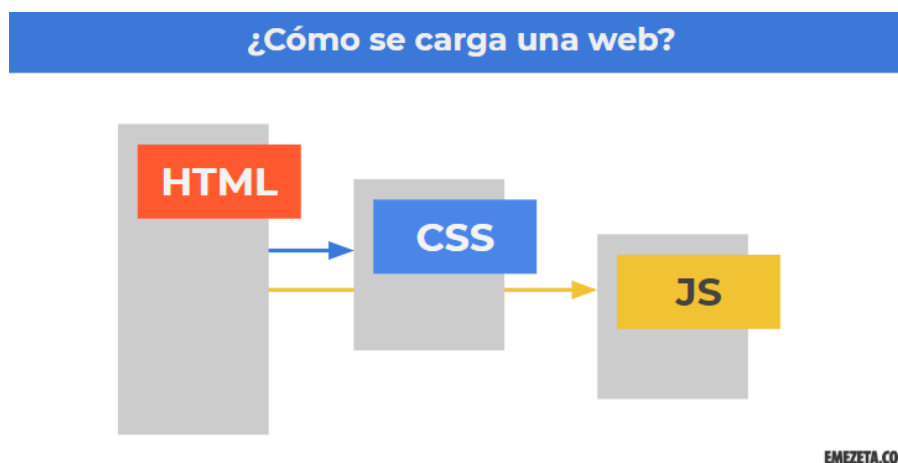 ¿Cómo se carga una web?
HTML
CSS
JS
EMEZETA.CO